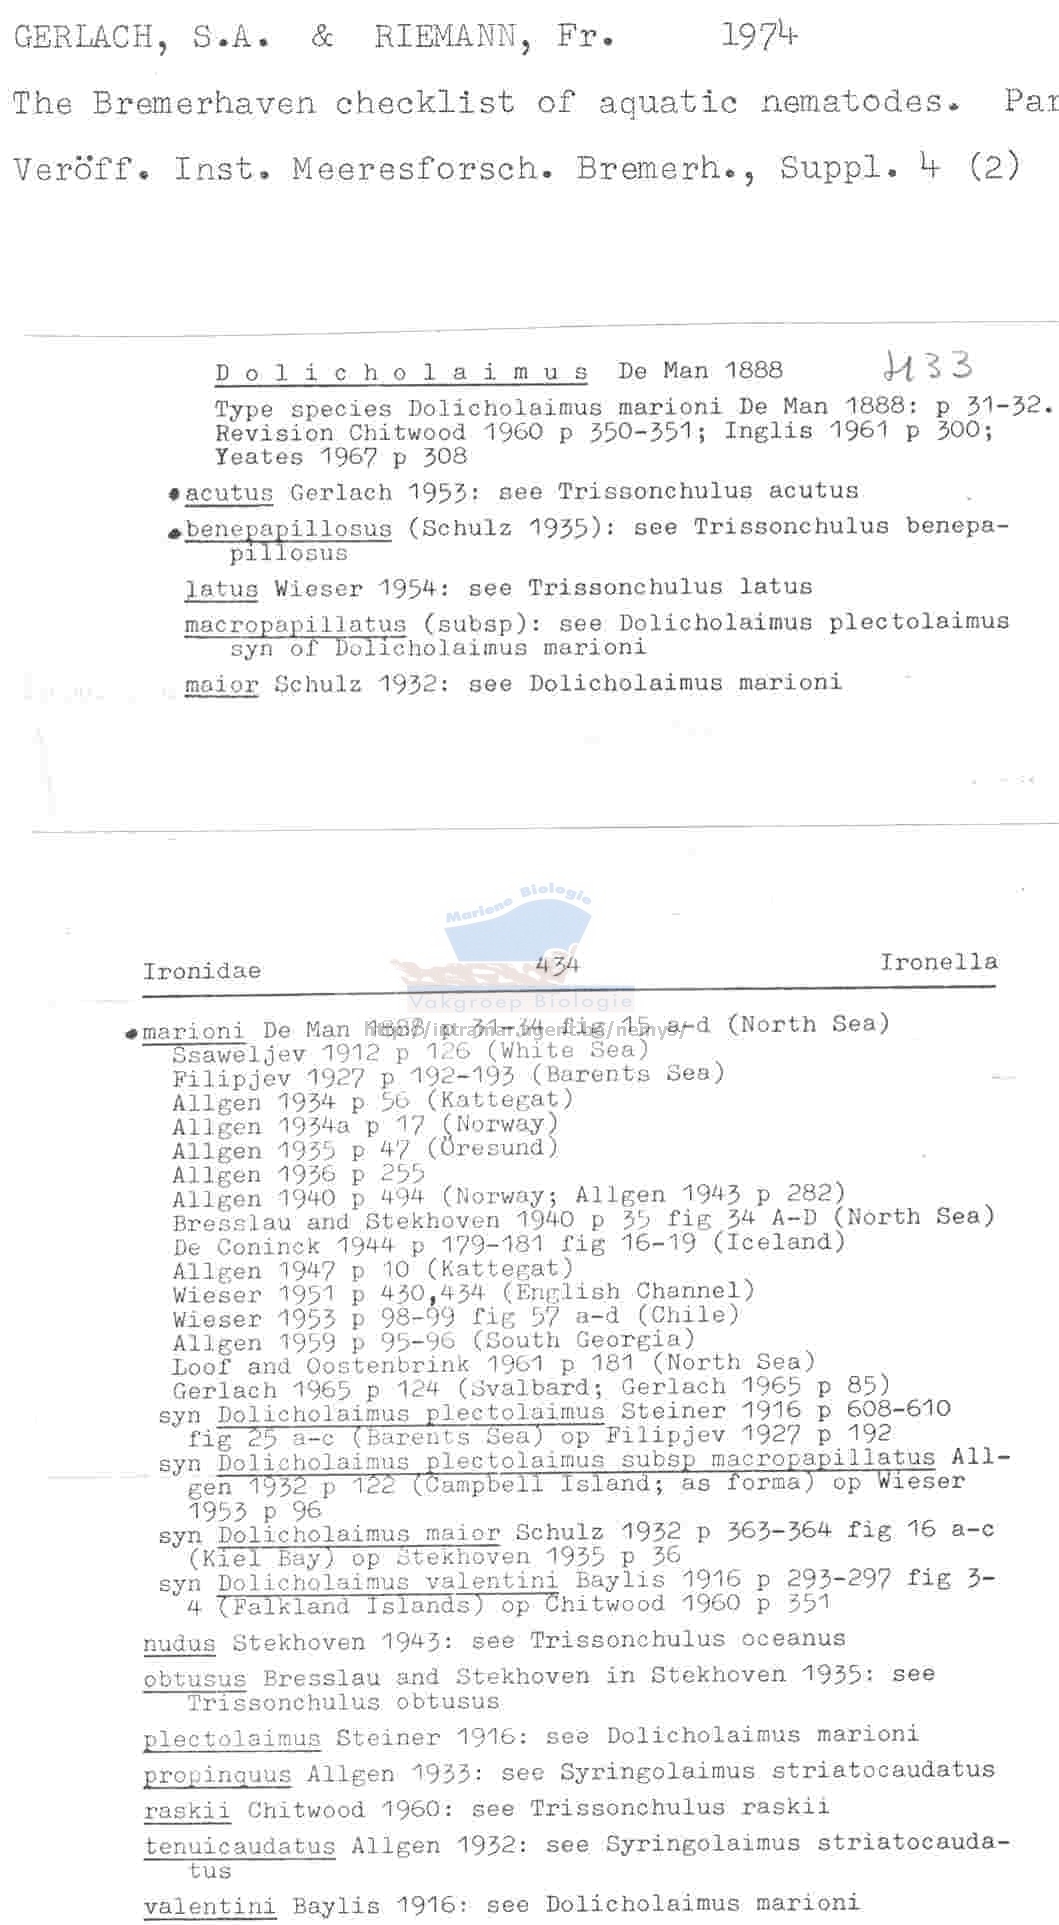 GERLACH, S.A. & RIEMANN, Fr. 1974
The Bremerhaven checklist of aquatic nematodes. Par
Veröff. Inst. Meeresforsch. Bremerh., Suppl. 4 (2)
D o l i c h o l a i m u s De Man 1888 433
Type species Dolicholaimus marioni De Man 1888: p 31-32.
Revision Chitwood 1960 p 350-351; Inglis 1961 p 300;
Yeates 1967 p 308
acutus Gerlach 1953: see Trissonchulus acutus
benepapillosus (Schulz 1935): see Trissonchulus benepa-
pillosus
latus Wieser 1954: see Trissonchulus latus
macropapillatus (subsp): see Dolicholaimus plectolaimus
syn of Dolicholaimus marioni
maior Schulz 1932: see Dolicholaimus marioni
Mariene Biologie
Ironidae 434 Ironella
Vakgroep Biologie
marioni De Man 1888 p 31-34 fig 15 a-d (North Sea)
http://intramar.ugent.be/nemys/
Ssaweljev 1912 p 126 (White Sea)
Filipjev 1927 p 192-193 (Barents Sea)
Allgen 1934 p 56 (Kattegat)
Allgen 1934a p 17 (Norway)
Allgen 1935 p 47 (Öresund)
Allgen 1936 p 255
Allgen 1940 p 494 (Norway; Allgen 1943 p 282)
Bresslau and Stekhoven 1940 p 35 fig 34 A-D (North Sea)
De Coninck 1944 p 179-181 fig 16-19 (Iceland)
Allgen 1947 p 10 (Kattegat)
Wieser 1951 p 430,434 (English Channel)
Wieser 1953 p 98-99 fig 57 a-d (Chile)
Allgen 1959 p 95-96 (South Georgia)
Loof and Oostenbrink 1961 p 181 (North Sea)
Gerlach 1965 p 124 (Svalbard; Gerlach 1965 p 85)
syn Dolicholaimus plectolaimus Steiner 1916 p 608-610
fig 25 a-c (Barents Sea) op Filipjev 1927 p 192
syn Dolicholaimus plectolaimus subsp macropapillatus All-
gen 1932 p 122 (Campbell Island; as forma) op Wieser
1953 p 96
syn Dolicholaimus maior Schulz 1932 p 363-364 fig 16 a-c
(Kiel Bay) op Stekhoven 1935 p 36
syn Dolicholaimus valentini Baylis 1916 p 293-297 fig 3-
4 (Falkland Islands) op Chitwood 1960 p 351
nudus Stekhoven 1943: see Trissonchulus oceanus
obtusus Bresslau and Stekhoven in Stekhoven 1935: see
Trissonchulus obtusus
plectolaimus Steiner 1916: see Dolicholaimus marioni
propinquus Allgen 1933: see Syringolaimus striatocaudatus
raskii Chitwood 1960: see Trissonchulus raskii
tenuicaudatus Allgen 1932: see Syringolaimus striatocauda-
tus
valentini Baylis 1916: see Dolicholaimus marioni